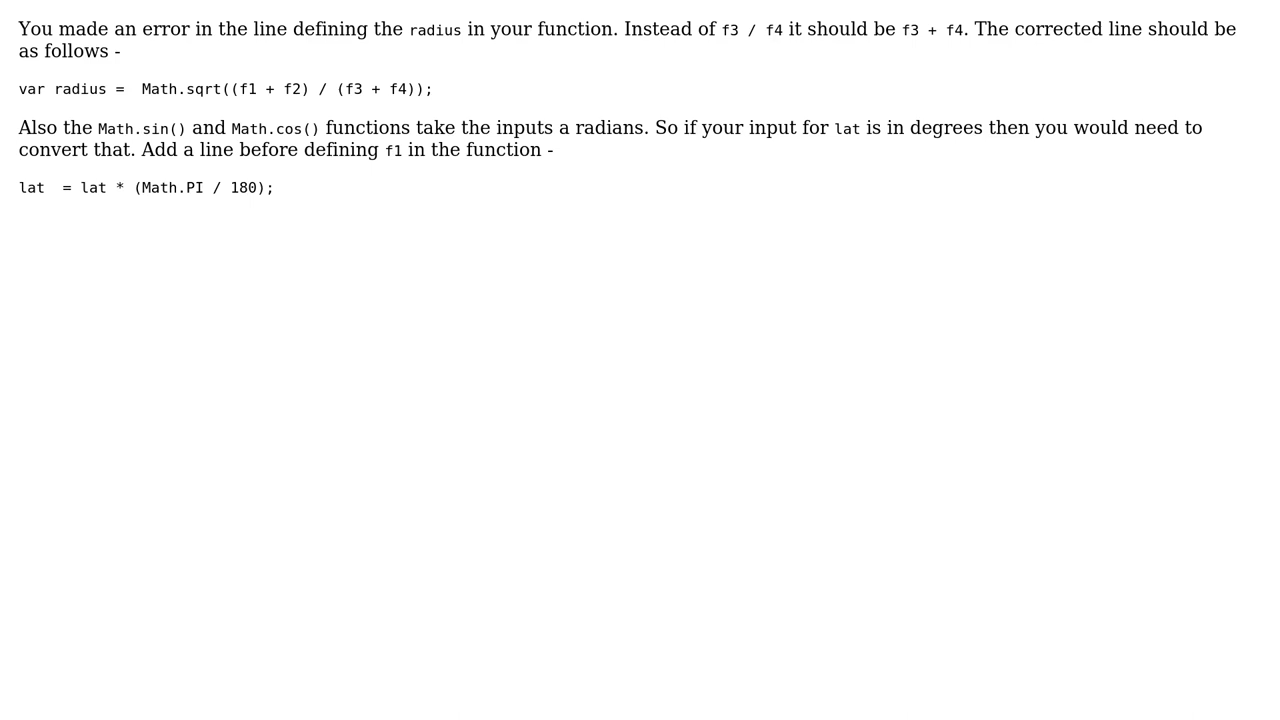 You made an error in the line defining the radius in your function. Instead of f3 / f4 it should be f3 + f4. The corrected line should be
as follows -
var radius =  Math.sqrt((f1 + f2) / (f3 + f4));
Also the Math.sin() and Math.cos() functions take the inputs a radians. So if your input for lat is in degrees then you would need to
convert that. Add a line before defining f1 in the function -
lat  = lat * (Math.PI / 180);